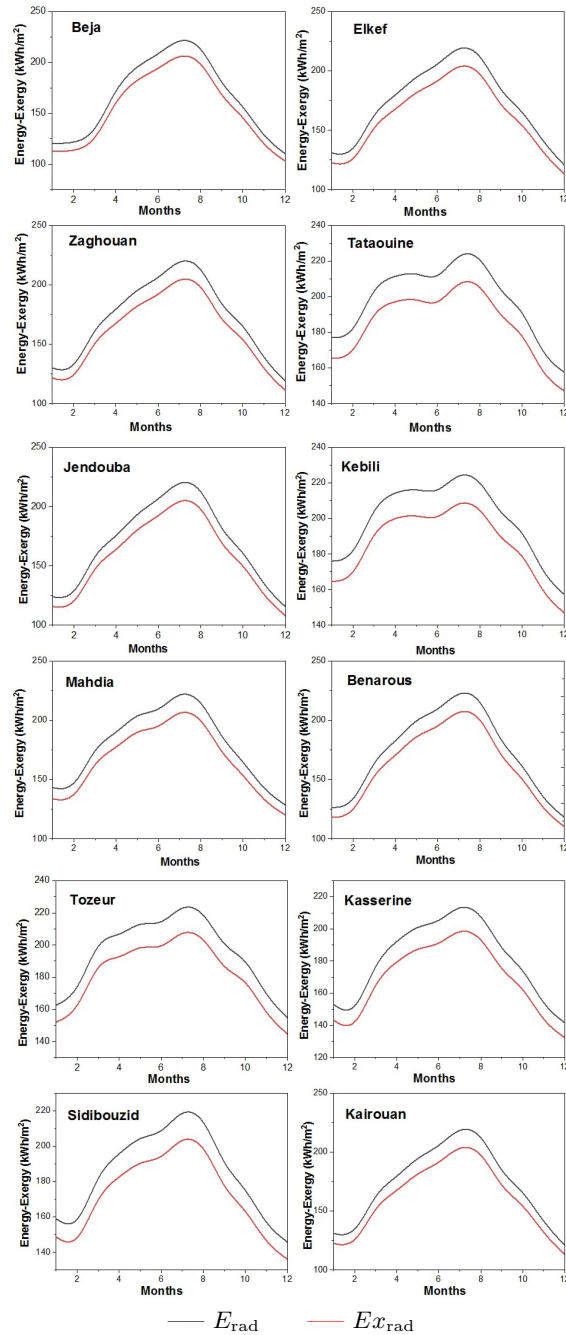 Beja
Energy-Exergy (kWh/m²)
250
200
150
100
2 4 6 8 10 12
Months
Elkef
Energy-Exergy (kWh/m²)
250
200
150
100
2 4 6 8 10 12
Months
Zaghouan
Energy-Exergy (kWh/m²)
250
200
150
100
2 4 6 8 10 12
Months
Tataouine
Energy-Exergy (kWh/m²)
240
220
200
180
160
140
2 4 6 8 10 12
Months
Jendouba
Energy-Exergy (kWh/m²)
250
200
150
100
2 4 6 8 10 12
Months
Kebili
Energy-Exergy (kWh/m²)
240
220
200
180
160
140
2 4 6 8 10 12
Months
Mahdia
Energy-Exergy (kWh/m²)
250
200
150
100
2 4 6 8 10 12
Months
Benarous
Energy-Exergy (kWh/m²)
250
200
150
100
2 4 6 8 10 12
Months
Tozeur
Energy-Exergy (kWh/m²)
240
220
200
180
160
140
2 4 6 8 10 12
Months
Kasserine
Energy-Exergy (kWh/m²)
220
200
180
160
140
120
2 4 6 8 10 12
Months
Sidibouzid
Energy-Exergy (kWh/m²)
220
200
180
160
140
2 4 6 8 10 12
Months
Kairouan
Energy-Exergy (kWh/m²)
250
200
150
100
2 4 6 8 10 12
Months
E_rad Ex_rad